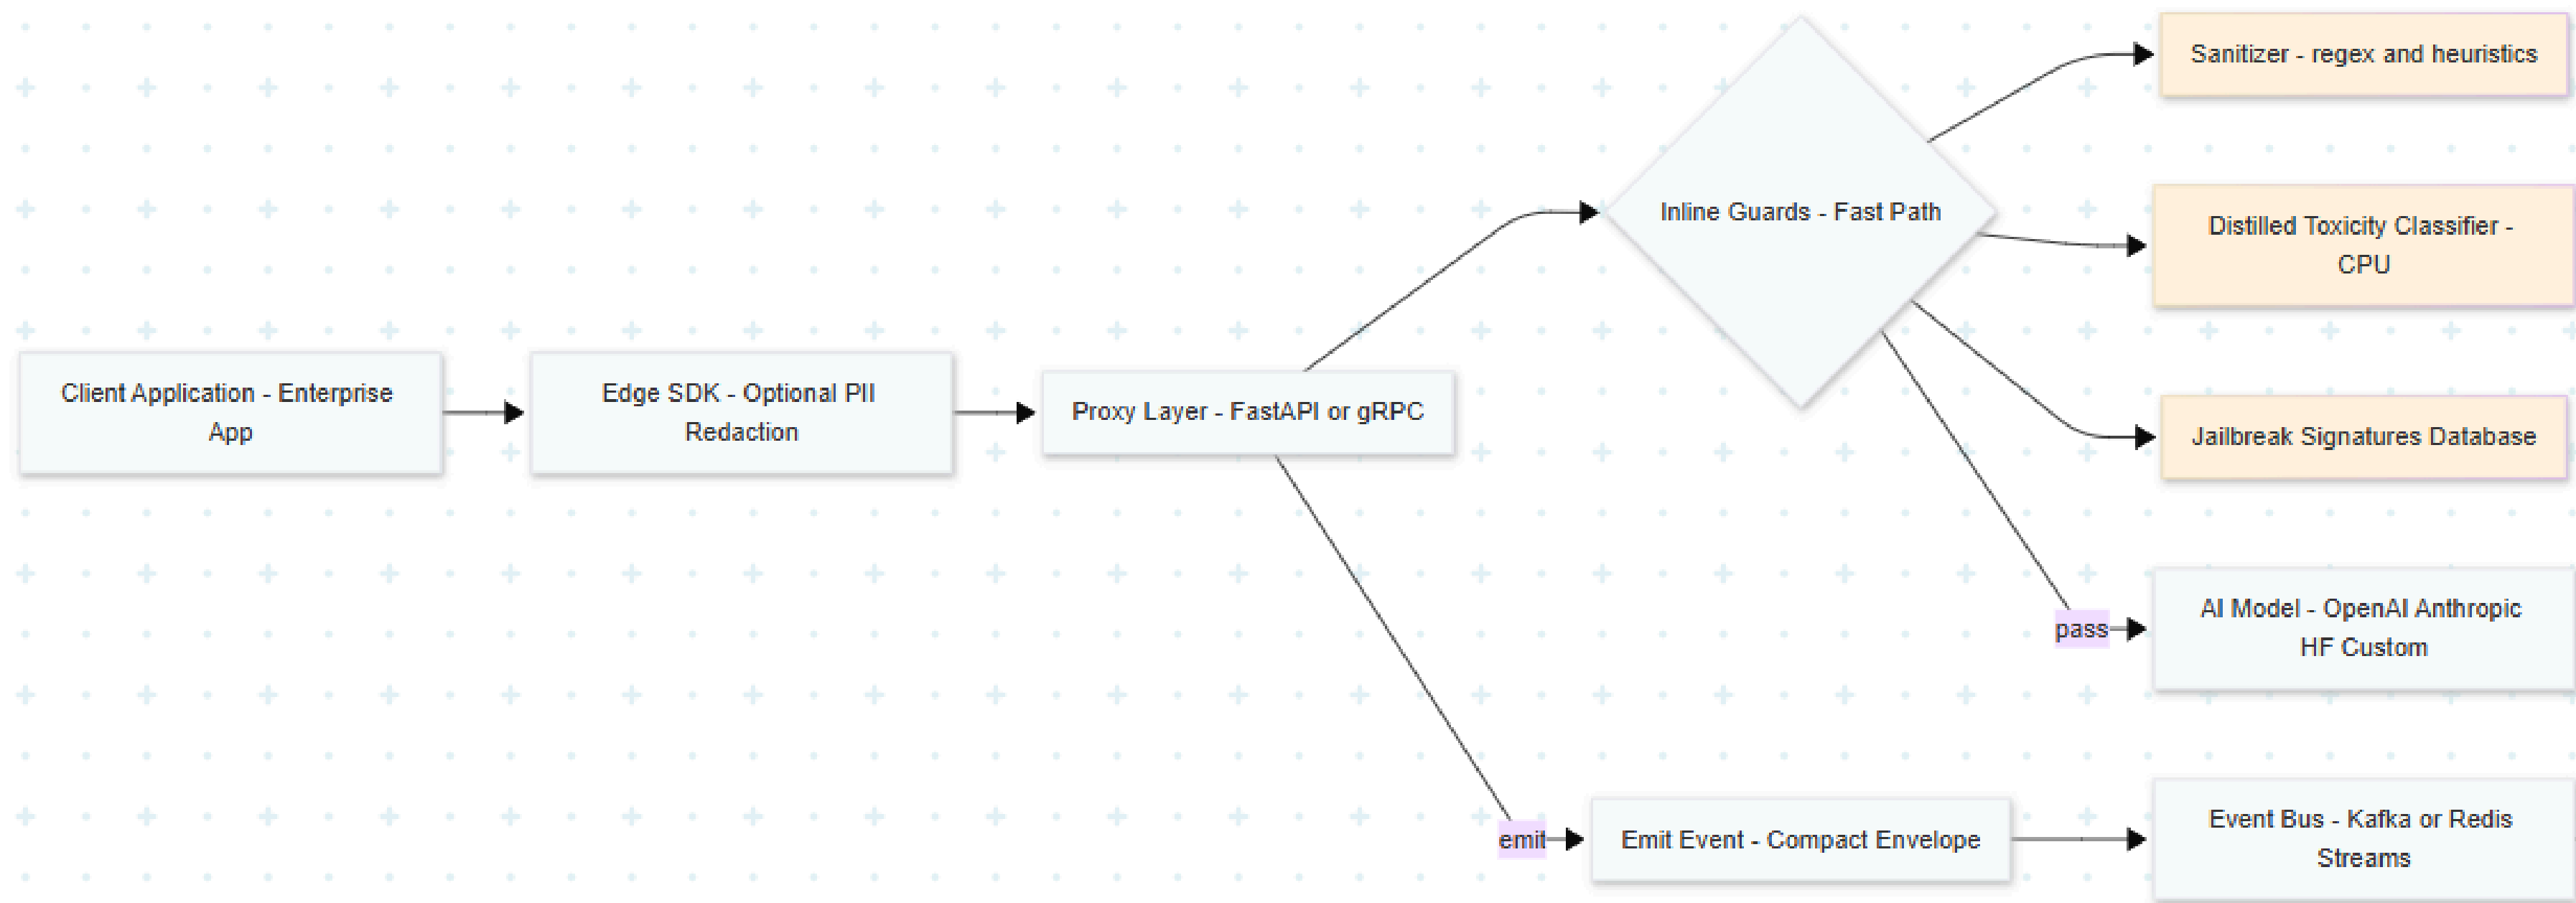 Client Application - Enterprise
App
Edge SDK - Optional PII
Redaction
Proxy Layer - FastAPI or gRPC
Inline Guards - Fast Path
Sanitizer - regex and heuristics
Distilled Toxicity Classifier -
CPU
Jailbreak Signatures Database
pass
AI Model - OpenAI Anthropic
HF Custom
emit
Emit Event - Compact Envelope
Event Bus - Kafka or Redis
Streams